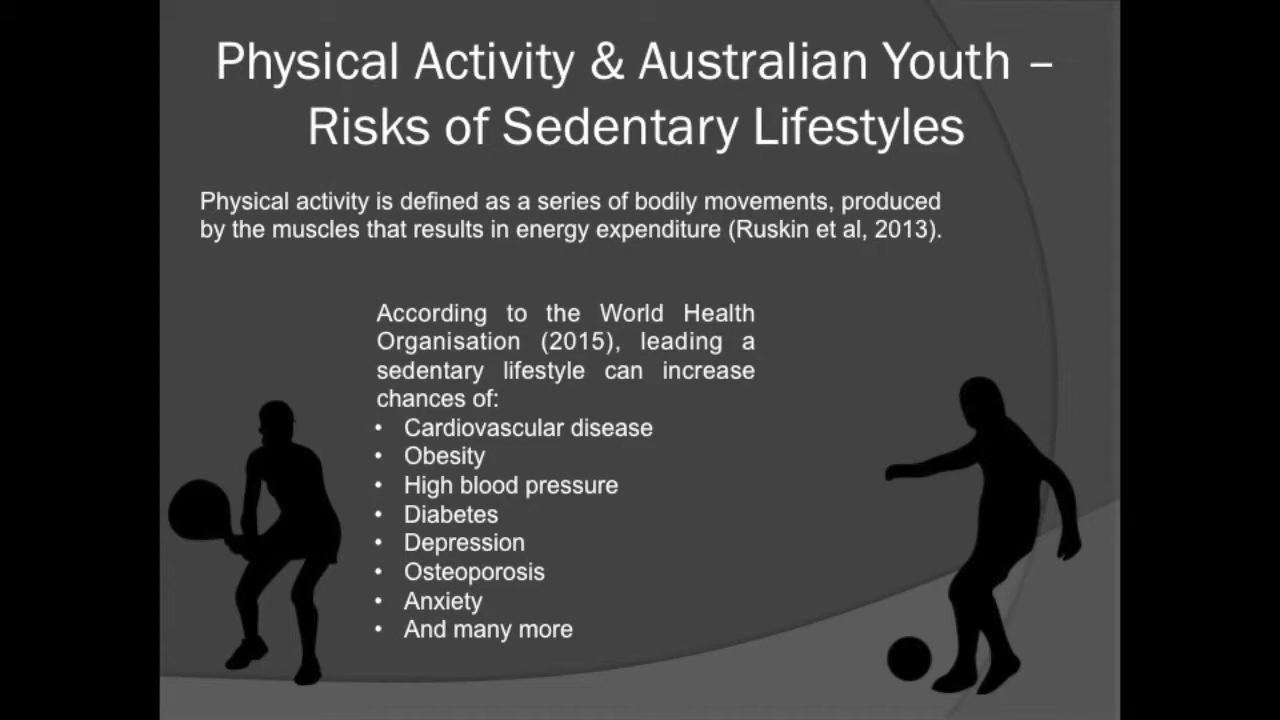 Physical Activity & Australian Youth –
Risks of Sedentary Lifestyles
Physical activity is defined as a series of bodily movements, produced
by the muscles that results in energy expenditure (Ruskin et al, 2013).
According to the World Health
Organisation (2015), leading a
sedentary lifestyle can increase
chances of:
• Cardiovascular disease
• Obesity
• High blood pressure
• Diabetes
• Depression
• Osteoporosis
• Anxiety
• And many more